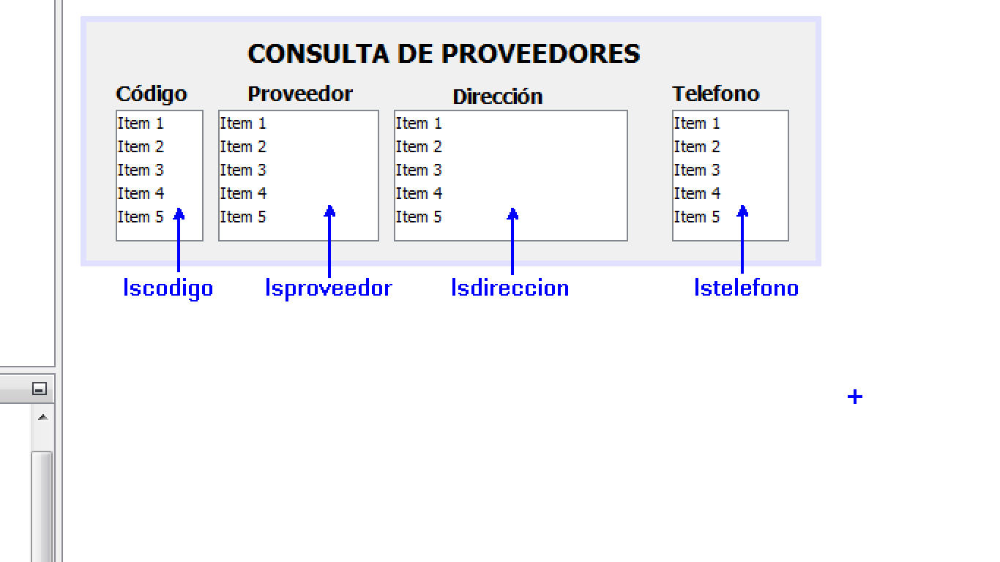 CONSULTA DE PROVEEDORES
Código Proveedor Dirección Telefono
Item 1 Item 1 Item 1 Item 1
Item 2 Item 2 Item 2 Item 2
Item 3 Item 3 Item 3 Item 3
Item 4 Item 4 Item 4 Item 4
Item 5 Item 5 Item 5 Item 5
lscodigo lsproveedor lsdireccion lstelefono